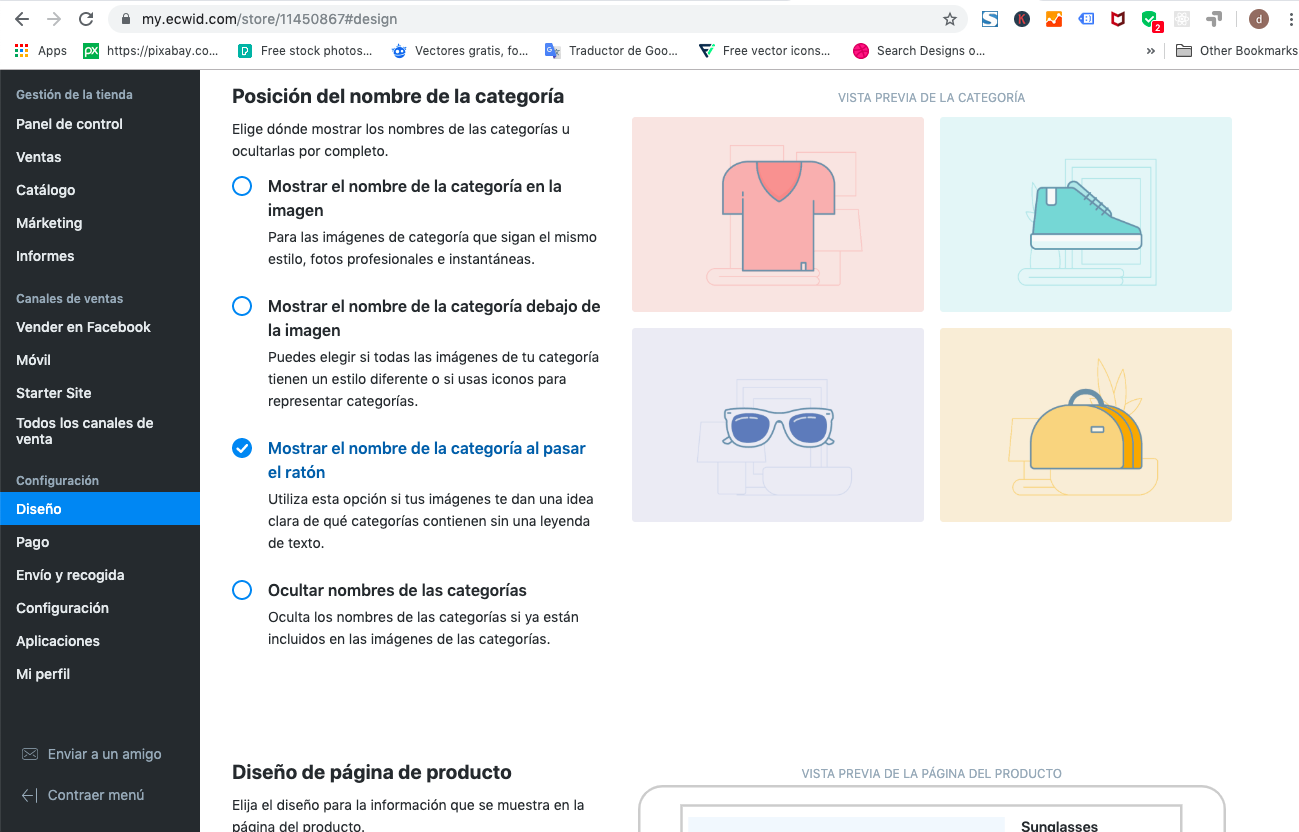 my.ecwid.com/store/11450867#design
2
d
Apps
px
https://pixabay.co...
Free stock photos...
Vectores gratis, fo...
Traductor de Goo...
Free vector icons...
Search Designs o...
»
Other Bookmarks
Gestión de la tienda
Panel de control
Ventas
Catálogo
Márketing
Informes
Canales de ventas
Vender en Facebook
Móvil
Starter Site
Todos los canales de
venta
Configuración
Diseño
Pago
Envío y recogida
Configuración
Aplicaciones
Mi perfil
Enviar a un amigo
Contraer menú
Posición del nombre de la categoría
Elige dónde mostrar los nombres de las categorías u
ocultarlas por completo.
Mostrar el nombre de la categoría en la
imagen
Para las imágenes de categoría que sigan el mismo
estilo, fotos profesionales e instantáneas.
Mostrar el nombre de la categoría debajo de
la imagen
Puedes elegir si todas las imágenes de tu categoría
tienen un estilo diferente o si usas iconos para
representar categorías.
Mostrar el nombre de la categoría al pasar
el ratón
Utiliza esta opción si tus imágenes te dan una idea
clara de qué categorías contienen sin una leyenda
de texto.
Ocultar nombres de las categorías
Oculta los nombres de las categorías si ya están
incluidos en las imágenes de las categorías.
VISTA PREVIA DE LA CATEGORÍA
Diseño de página de producto
Elija el diseño para la información que se muestra en la
página del producto.
VISTA PREVIA DE LA PÁGINA DEL PRODUCTO
Sunglasses